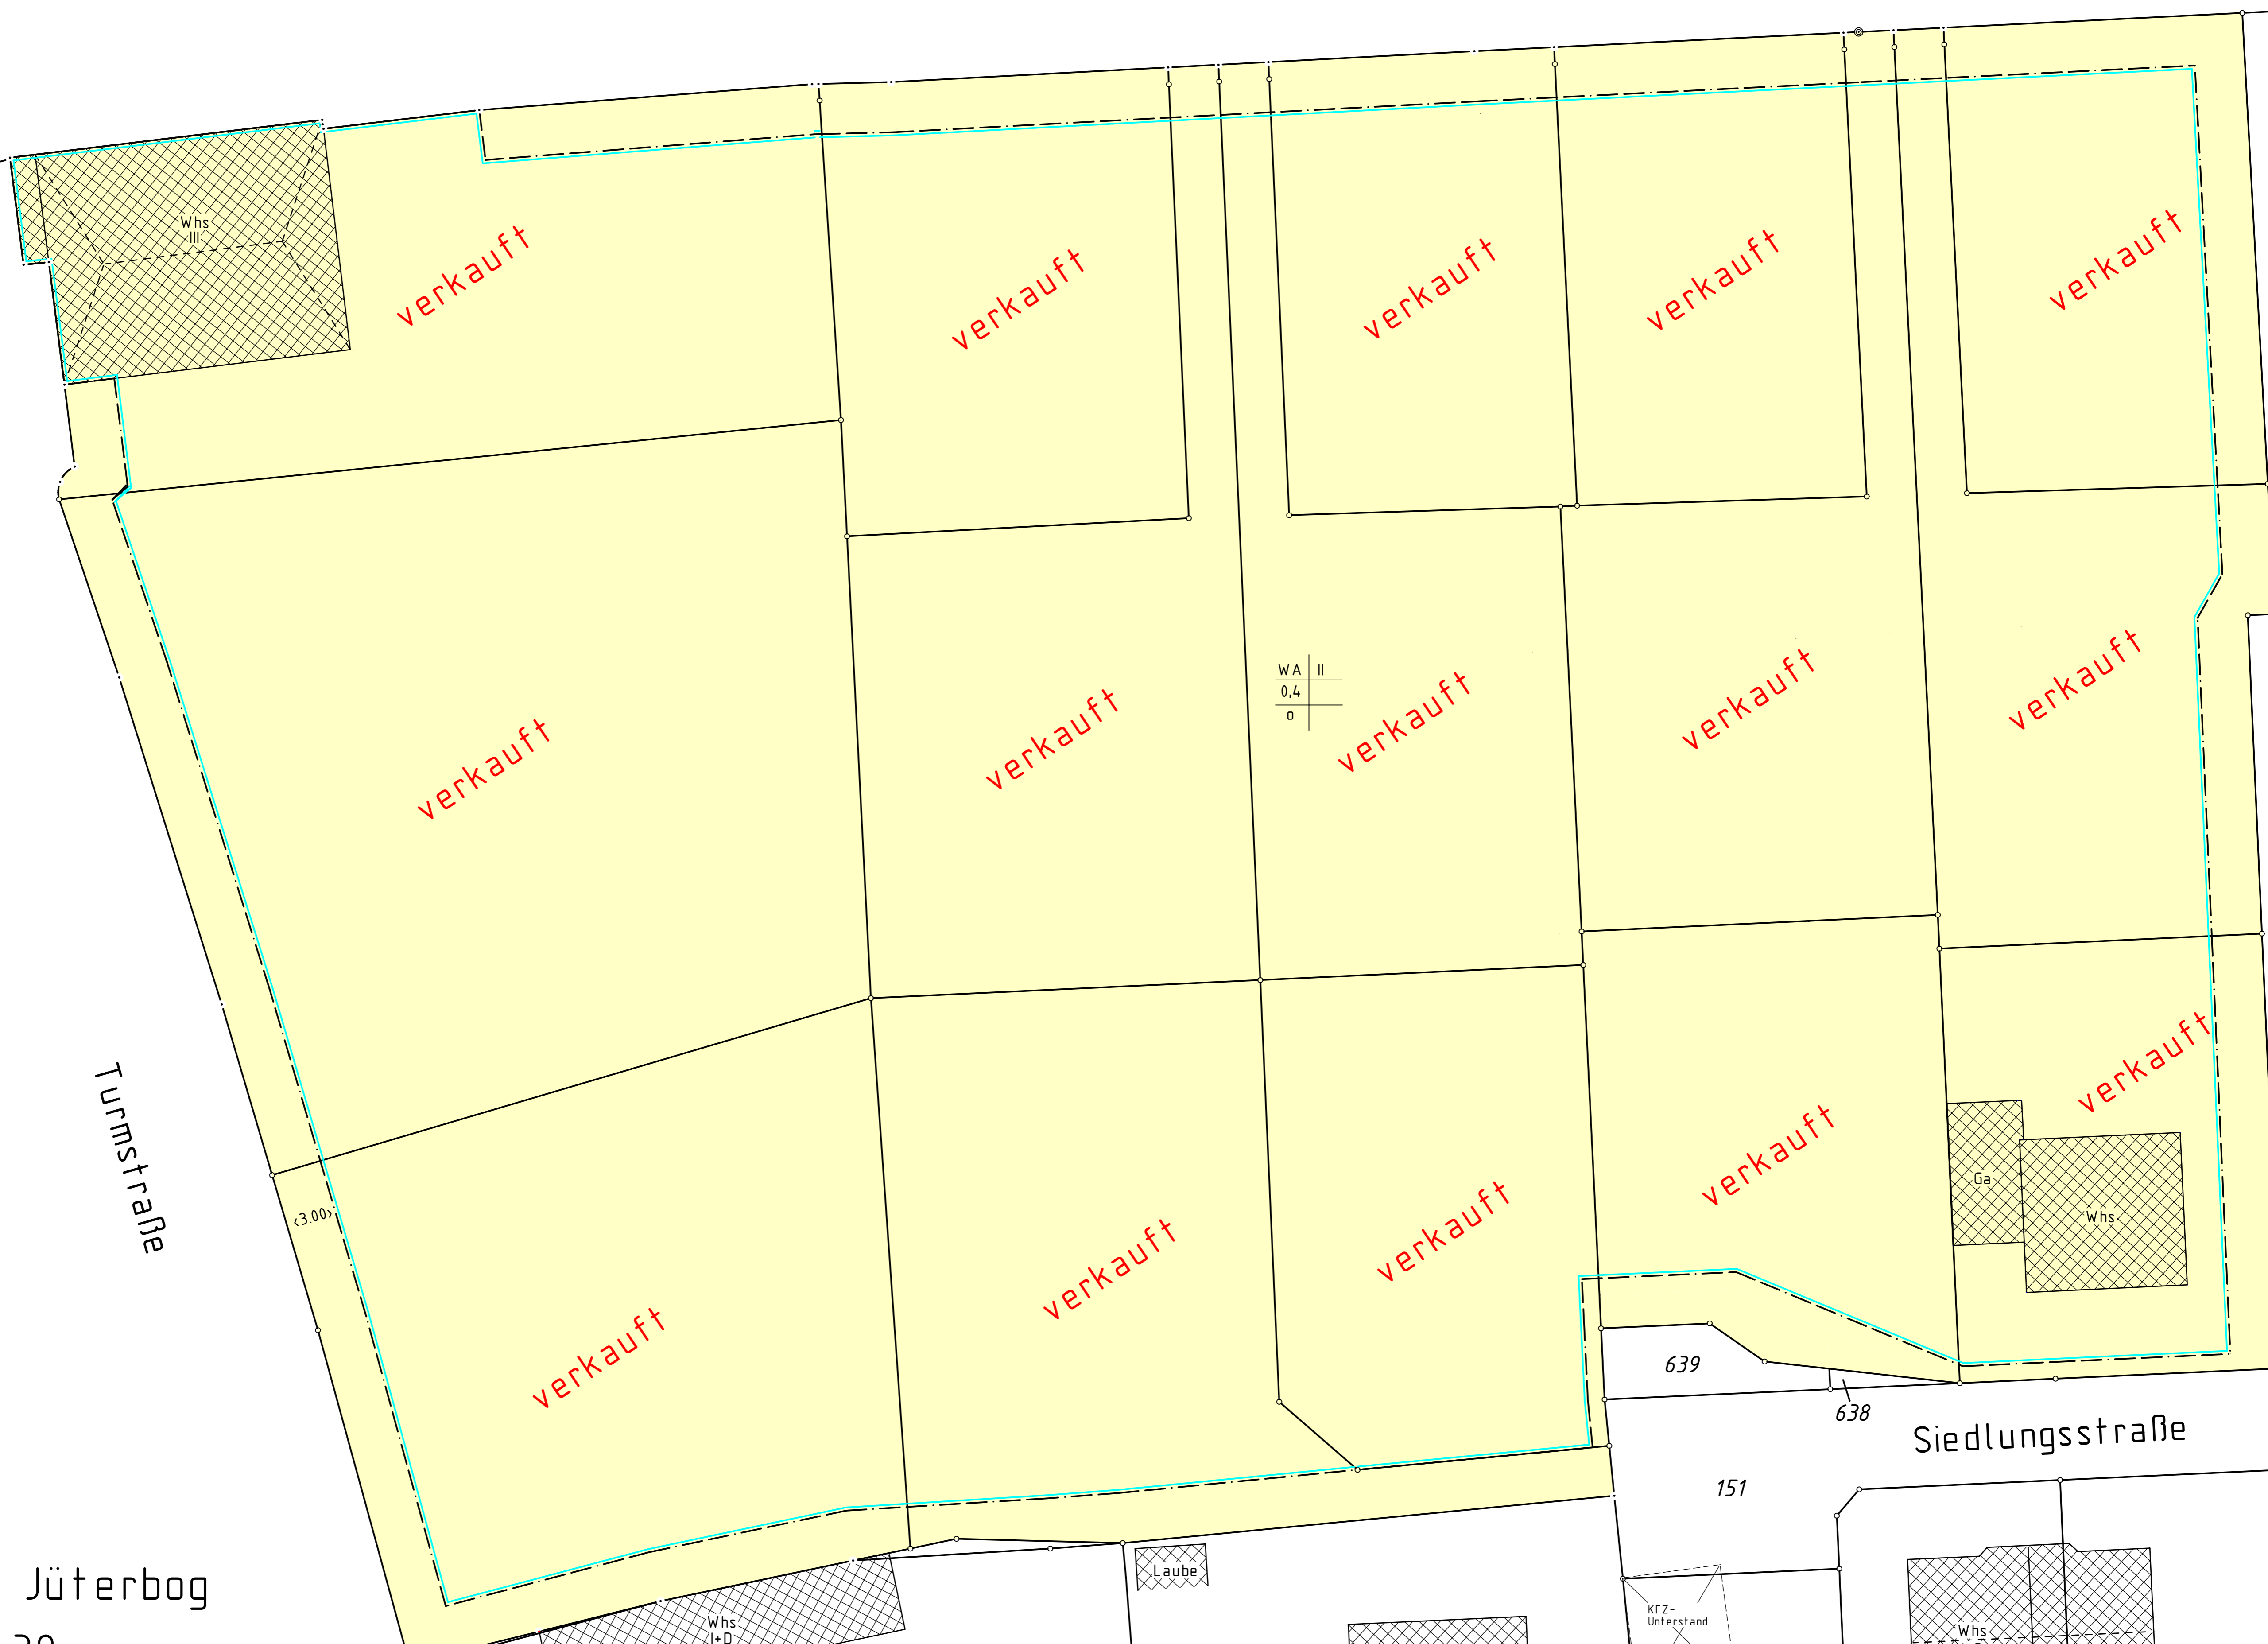 Whs
III
verkauft
verkauft
verkauft
verkauft
verkauft
WA II
0,4
o
verkauft
verkauft
verkauft
verkauft
verkauft
Turmstraße
<3.00>
verkauft
verkauft
verkauft
verkauft
verkauft
Ga
Whs
639
638
Siedlungsstraße
151
Jüterbog
Laube
Whs
I+D
KFZ-
Unterstand
Whs